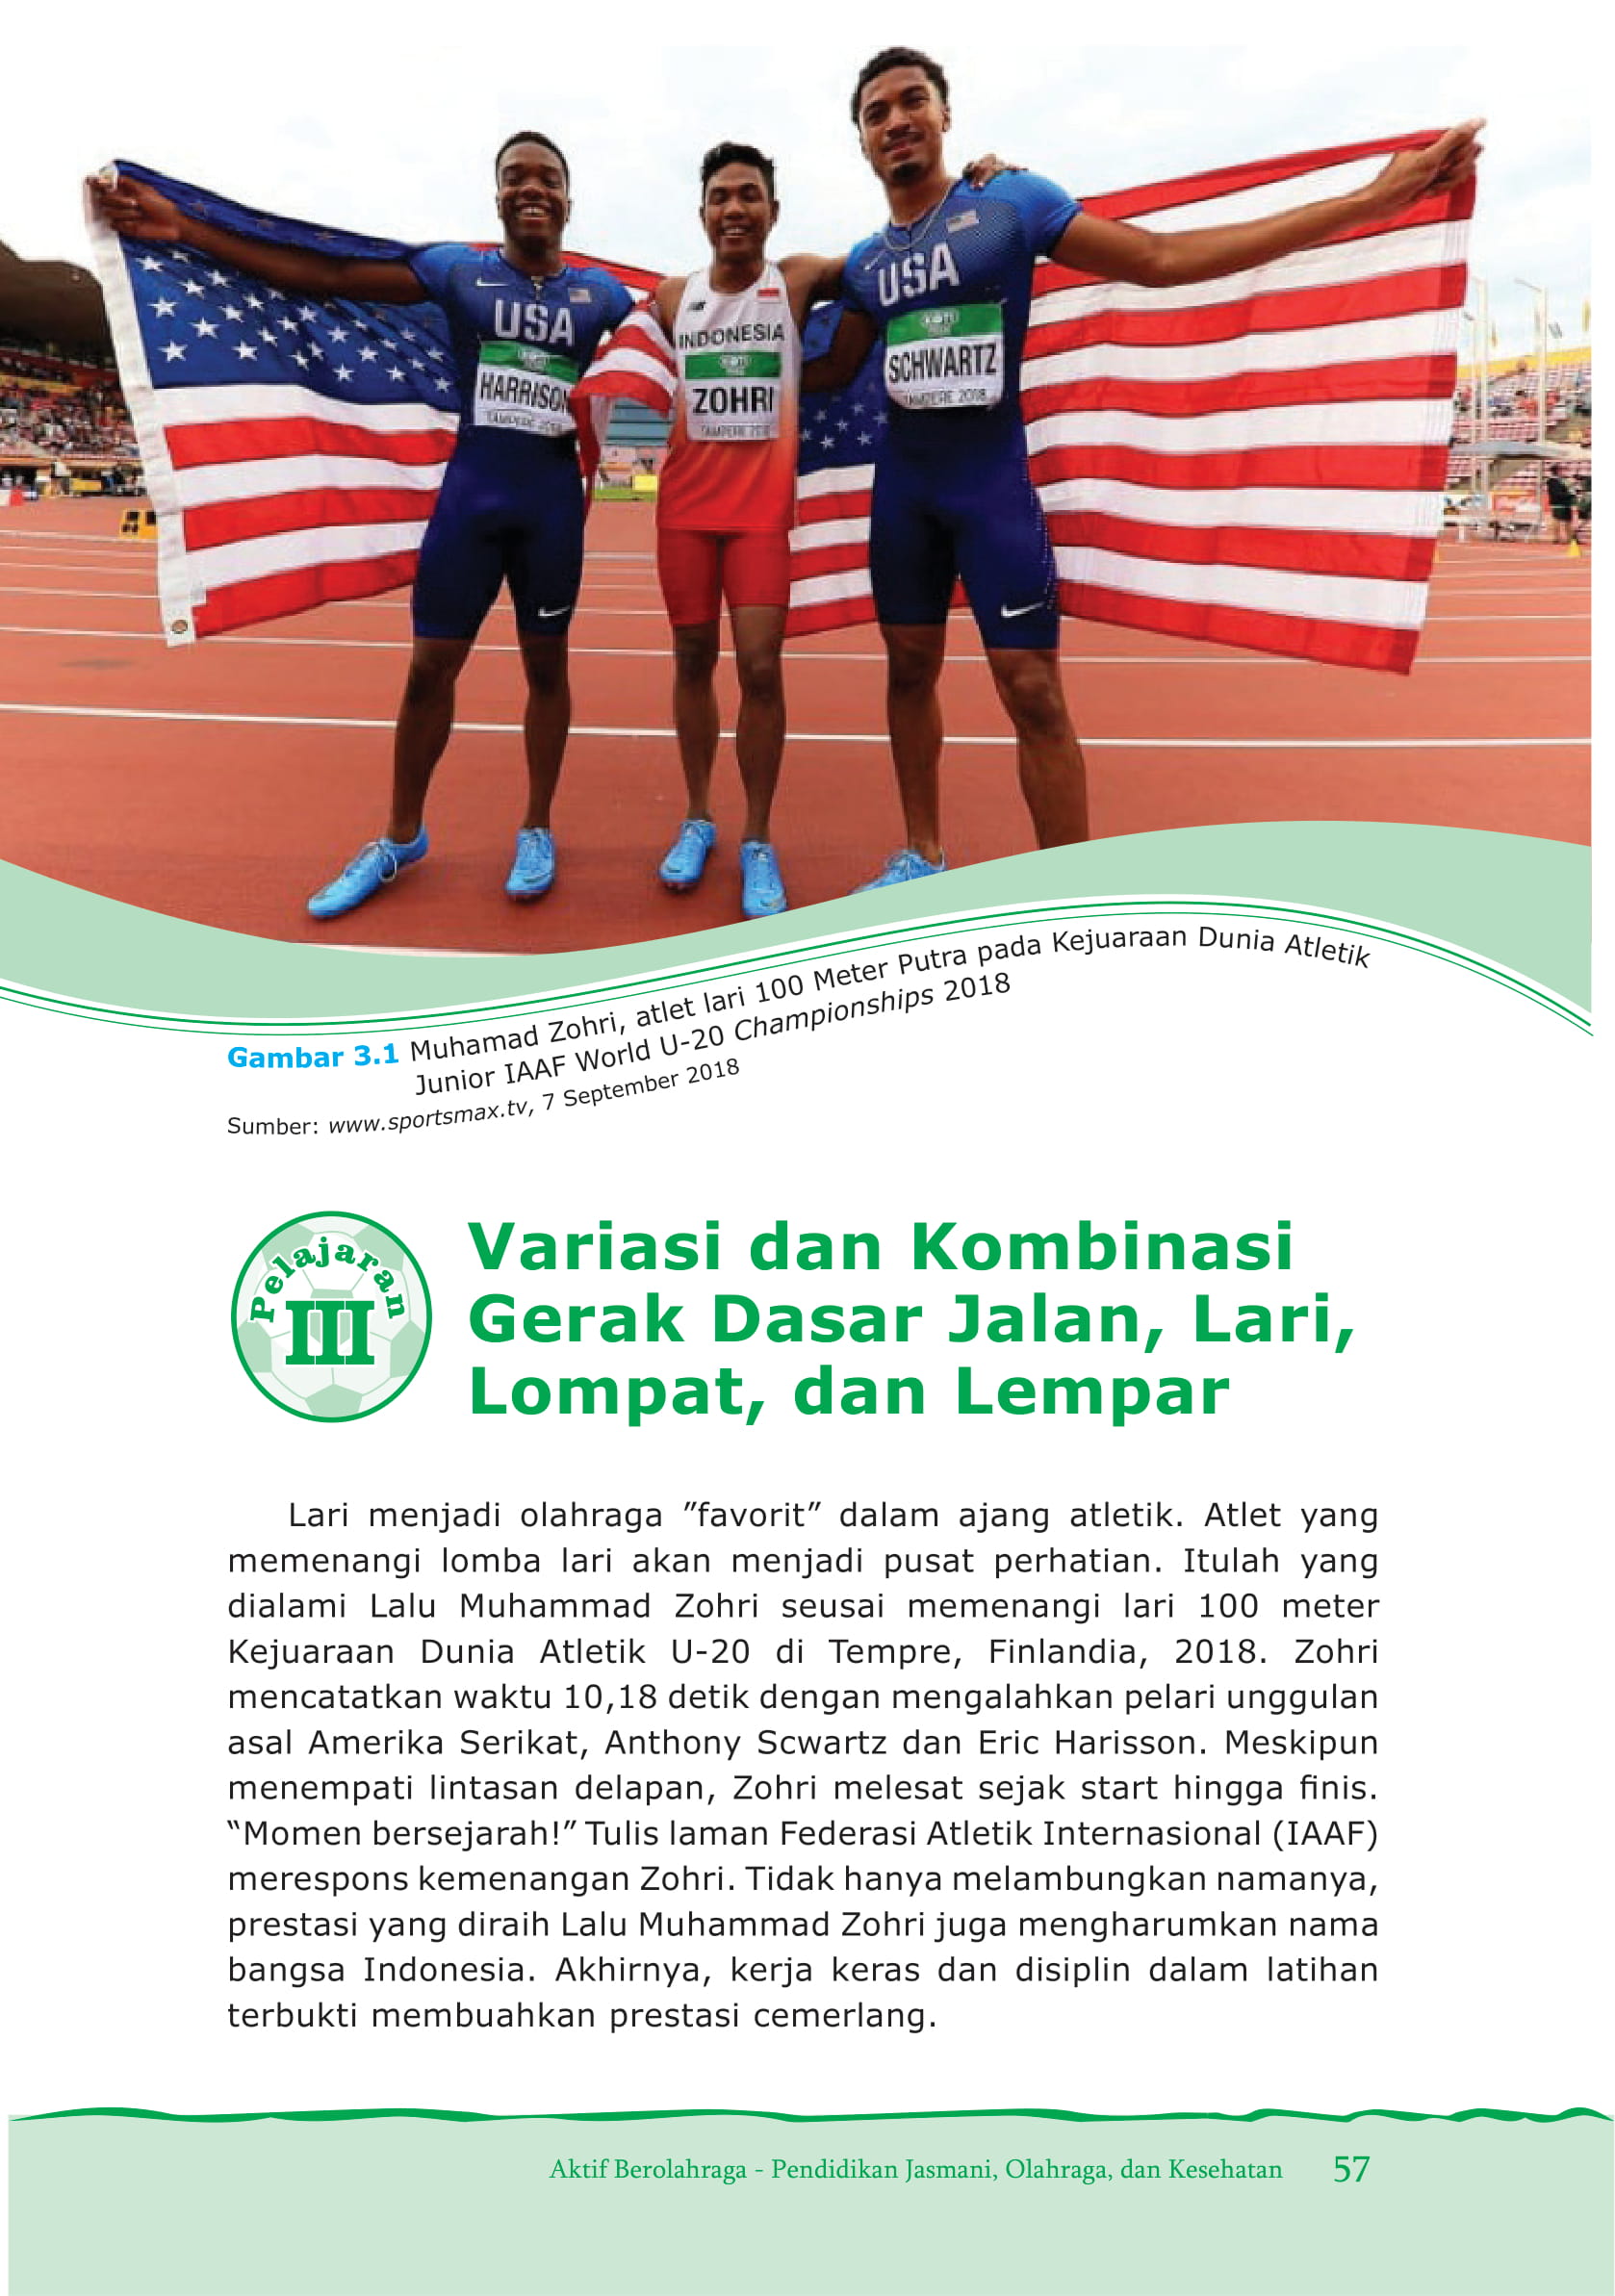 USA
HARRISON
TAMPERE 2018
INDONESIA
ZOHRI
TAMPERE 2018
USA
SCHWARTZ
TAMPERE 2018
Gambar 3.1 Muhamad Zohri, atlet lari 100 Meter Putra pada Kejuaraan Dunia Atletik
Junior IAAF World U-20 Championships 2018
Sumber: www.sportsmax.tv, 7 September 2018
Pelajaran
III
Variasi dan Kombinasi
Gerak Dasar Jalan, Lari,
Lompat, dan Lempar
Lari menjadi olahraga ”favorit” dalam ajang atletik. Atlet yang
memenangi lomba lari akan menjadi pusat perhatian. Itulah yang
dialami Lalu Muhammad Zohri seusai memenangi lari 100 meter
Kejuaraan Dunia Atletik U-20 di Tempre, Finlandia, 2018. Zohri
mencatatkan waktu 10,18 detik dengan mengalahkan pelari unggulan
asal Amerika Serikat, Anthony Scwartz dan Eric Harisson. Meskipun
menempati lintasan delapan, Zohri melesat sejak start hingga finis.
“Momen bersejarah!” Tulis laman Federasi Atletik Internasional (IAAF)
merespons kemenangan Zohri. Tidak hanya melambungkan namanya,
prestasi yang diraih Lalu Muhammad Zohri juga mengharumkan nama
bangsa Indonesia. Akhirnya, kerja keras dan disiplin dalam latihan
terbukti membuahkan prestasi cemerlang.
Aktif Berolahraga - Pendidikan Jasmani, Olahraga, dan Kesehatan 57